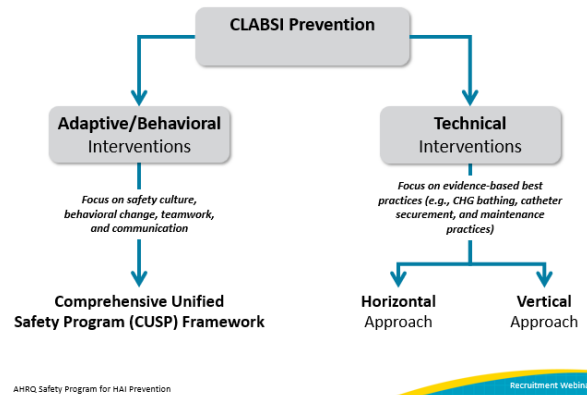 CLABSI Prevention
Adaptive/Behavioral
Interventions
Technical
Interventions
Focus on safety culture,
behavioral change, teamwork,
and communication
Focus on evidence-based best
practices (e.g., CHG bathing, catheter
securement, and maintenance
practices)
Comprehensive Unified
Safety Program (CUSP) Framework
Horizontal
Approach
Vertical
Approach
AHRQ Safety Program for HAI Prevention
Recruitment Webina